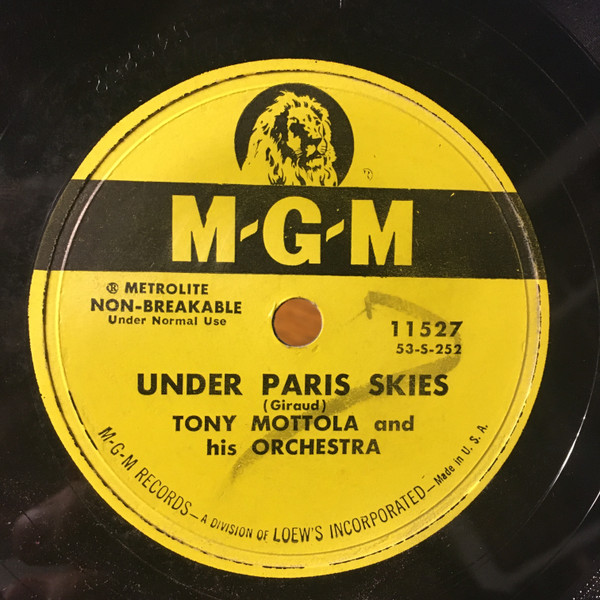 M-G-M
® METROLITE
NON-BREAKABLE
Under Normal Use
11527
53-S-252
UNDER PARIS SKIES
(Giraud)
TONY MOTTOLA and
his ORCHESTRA
M-G-M RECORDS—A DIVISION OF LOEW'S INCORPORATED—Made in U. S. A.